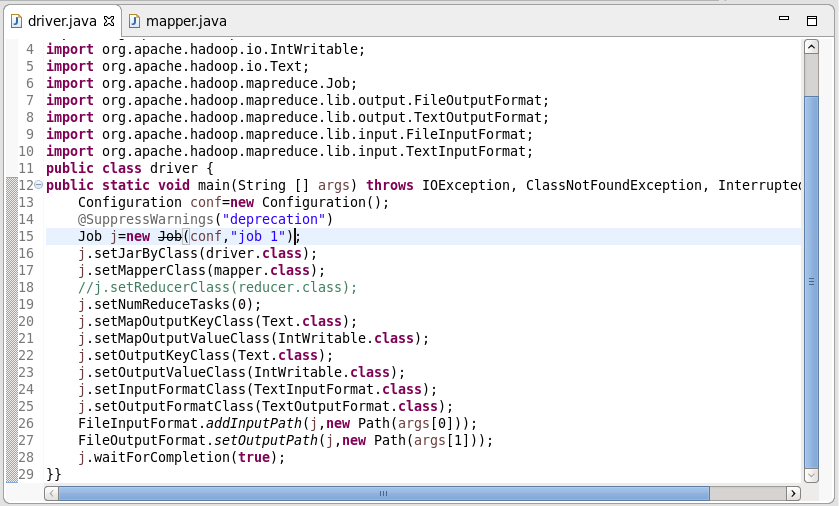 driver.java mapper.java
4 import org.apache.hadoop.io.IntWritable;
5 import org.apache.hadoop.io.Text;
6 import org.apache.hadoop.mapreduce.Job;
7 import org.apache.hadoop.mapreduce.lib.output.FileOutputFormat;
8 import org.apache.hadoop.mapreduce.lib.output.TextOutputFormat;
9 import org.apache.hadoop.mapreduce.lib.input.FileInputFormat;
10 import org.apache.hadoop.mapreduce.lib.input.TextInputFormat;
11 public class driver {
12 public static void main(String [] args) throws IOException, ClassNotFoundException, Interrupted
13 Configuration conf=new Configuration();
14 @SuppressWarnings("deprecation")
15 Job j=new Job(conf,"job 1");
16 j.setJarByClass(driver.class);
17 j.setMapperClass(mapper.class);
18 //j.setReducerClass(reducer.class);
19 j.setNumReduceTasks(0);
20 j.setMapOutputKeyClass(Text.class);
21 j.setMapOutputValueClass(IntWritable.class);
22 j.setOutputKeyClass(Text.class);
23 j.setOutputValueClass(IntWritable.class);
24 j.setInputFormatClass(TextInputFormat.class);
25 j.setOutputFormatClass(TextOutputFormat.class);
26 FileInputFormat.addInputPath(j,new Path(args[0]));
27 FileOutputFormat.setOutputPath(j,new Path(args[1]));
28 j.waitForCompletion(true);
29 }}